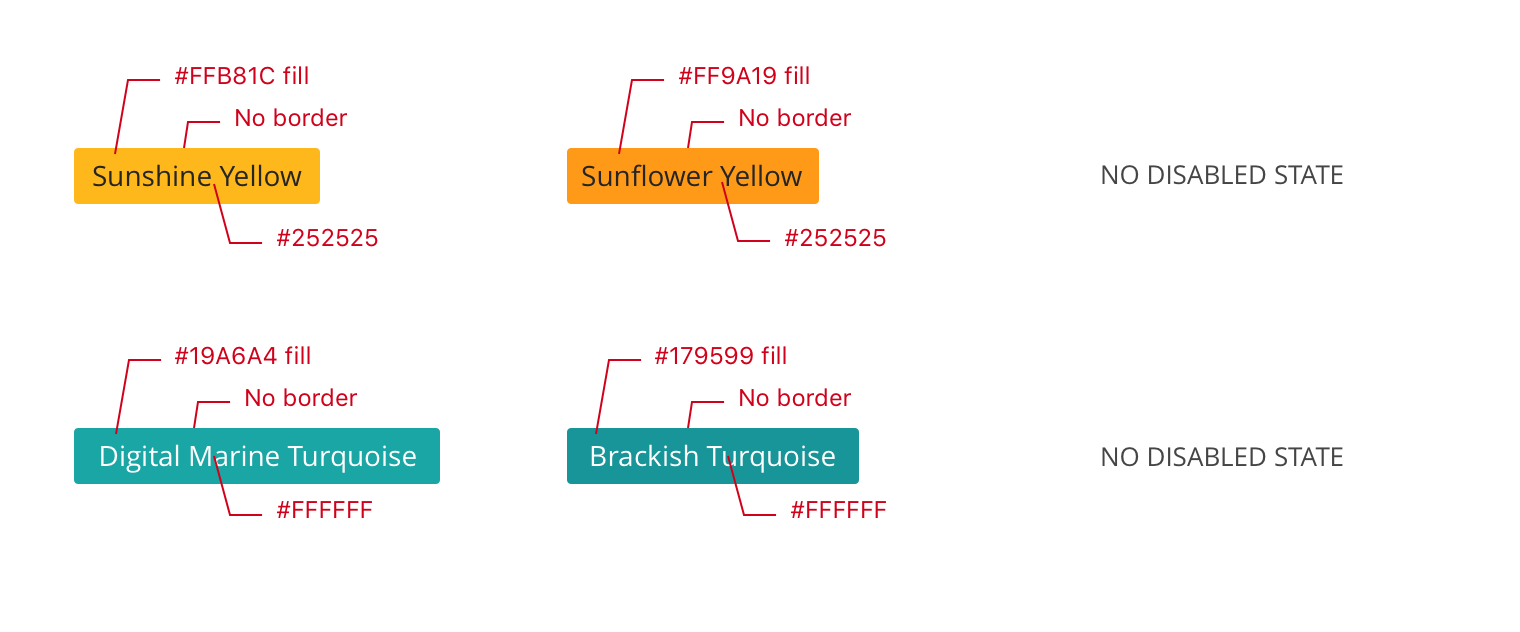 #FFB81C fill
#FF9A19 fill
No border
No border
Sunshine Yellow
Sunflower Yellow
NO DISABLED STATE
#252525
#252525
#19A6A4 fill
#179599 fill
No border
No border
Digital Marine Turquoise
Brackish Turquoise
NO DISABLED STATE
#FFFFFF
#FFFFFF